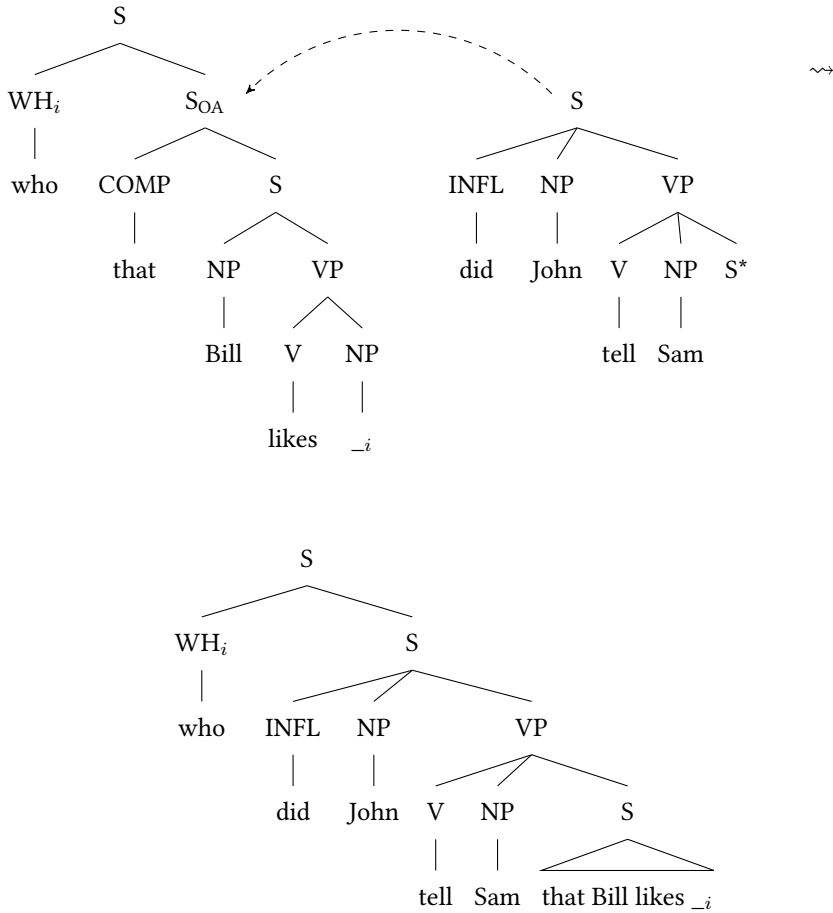 S
⇝
WHᵢ S_OA S
who COMP S INFL NP VP
that NP VP did John V NP S*
Bill V NP tell Sam
likes _ᵢ
S
WHᵢ S
who INFL NP VP
did John V NP S
tell Sam that Bill likes _ᵢ